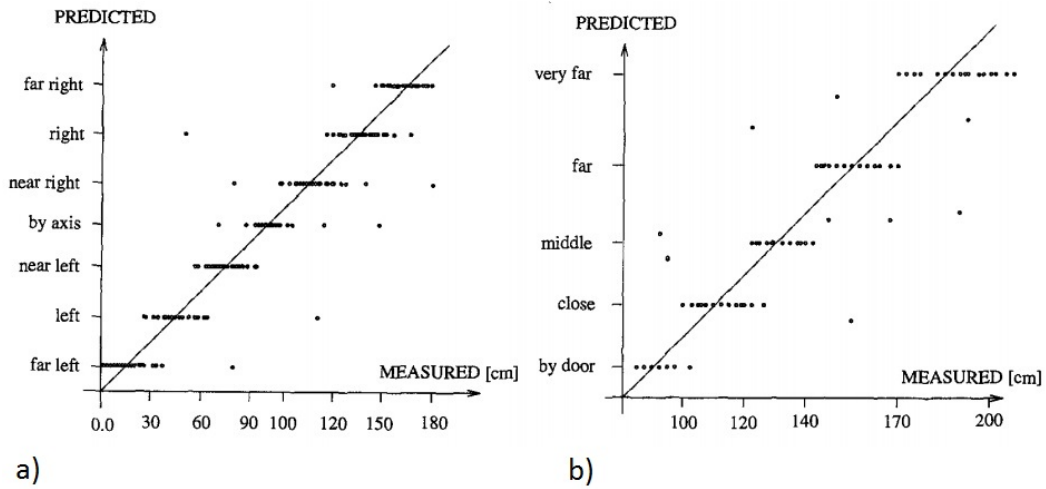 PREDICTED
far right
right
near right
by axis
near left
left
far left
MEASURED [cm]
0.0 30 60 90 100 130 150 180
a)
PREDICTED
very far
far
middle
close
by door
MEASURED [cm]
100 120 140 170 200
b)